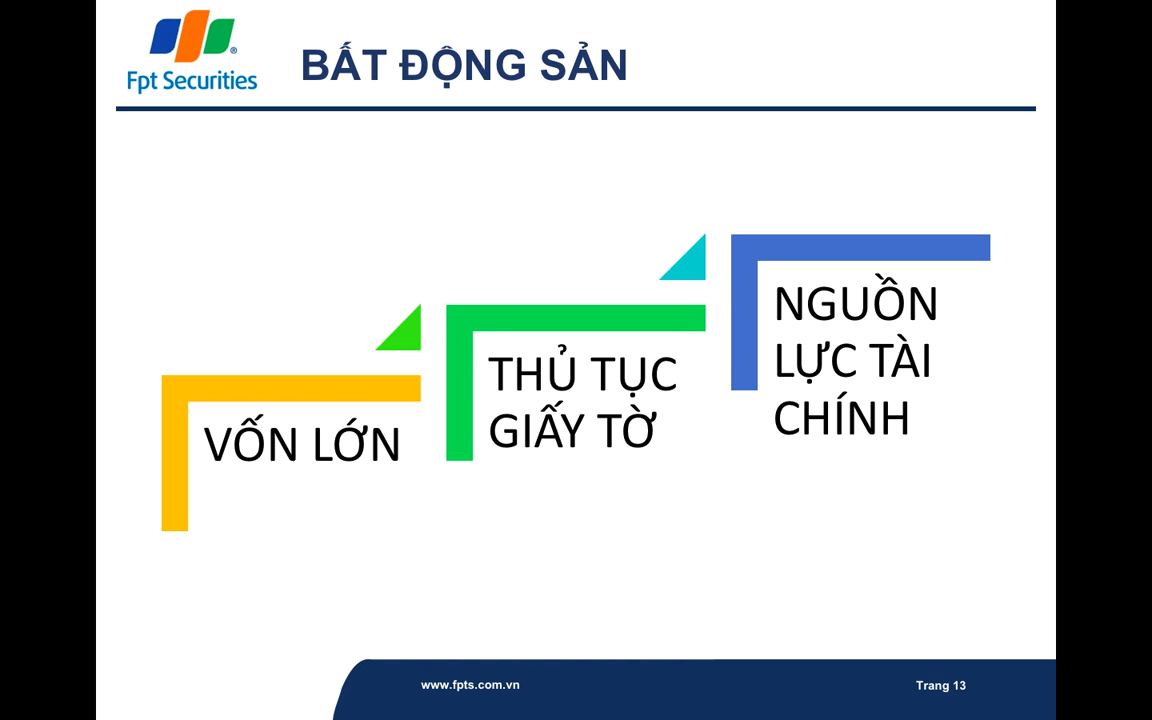 Fpt Securities
BẤT ĐỘNG SẢN
VỐN LỚN
THỦ TỤC
GIẤY TỜ
NGUỒN
LỰC TÀI
CHÍNH
www.fpts.com.vn
Trang 13